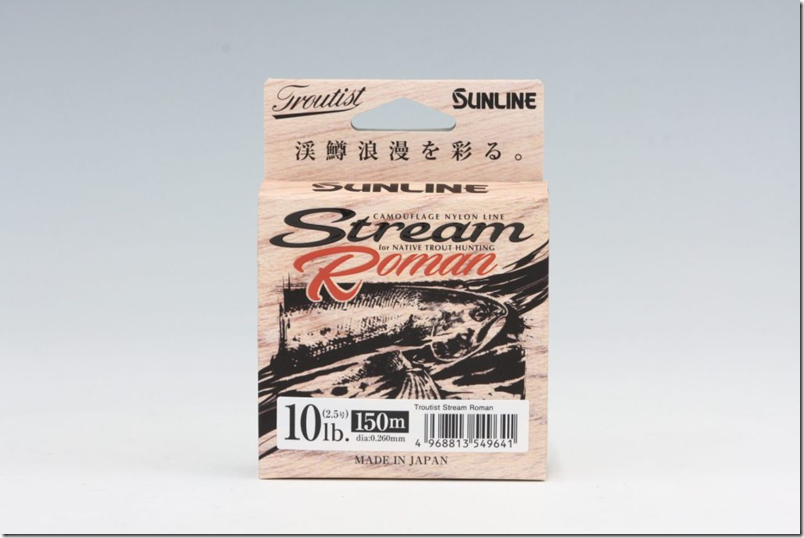 Troutist
SUNLINE
渓鱒浪漫を彩る。
SUNLINE
CAMOUFLAGE NYLON LINE
Stream
for NATIVE TROUT HUNTING
Roman
Troutist Stream Roman
10lb.
(2.5号)
150m
dia:0.260mm
4 968813 549641
MADE IN JAPAN